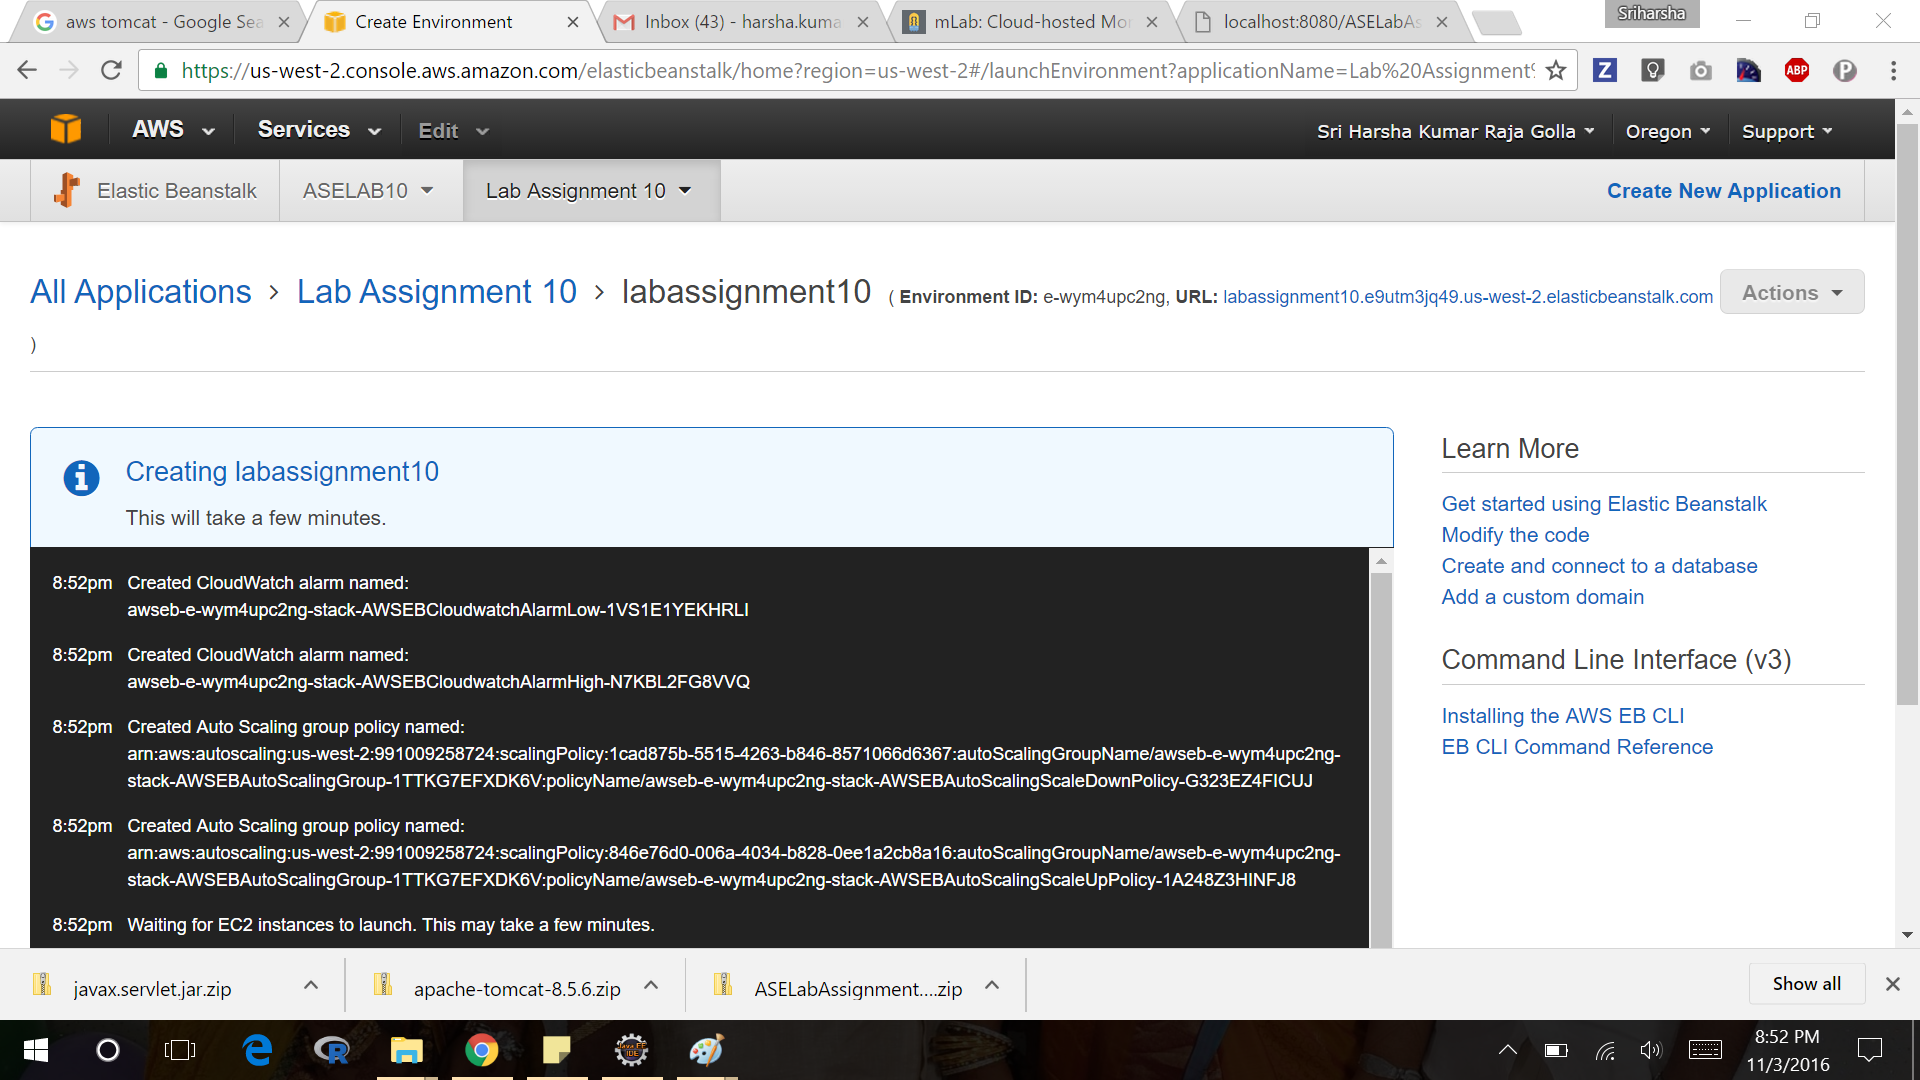 aws tomcat - Google Sea
Create Environment
Inbox (43) - harsha.kuma
mLab: Cloud-hosted Mon
localhost:8080/ASELabAs
Sriharsha
https://us-west-2.console.aws.amazon.com/elasticbeanstalk/home?region=us-west-2#/launchEnvironment?applicationName=Lab%20Assignment%
Z
ABP
P
AWS
Services
Edit
Sri Harsha Kumar Raja Golla
Oregon
Support
Elastic Beanstalk
ASELAB10
Lab Assignment 10
Create New Application
All Applications > Lab Assignment 10 > labassignment10 ( Environment ID: e-wym4upc2ng, URL: labassignment10.e9utm3jq49.us-west-2.elasticbeanstalk.com
)
Actions
Creating labassignment10
This will take a few minutes.
8:52pm Created CloudWatch alarm named:
awseb-e-wym4upc2ng-stack-AWSEBCloudwatchAlarmLow-1VS1E1YEKHRLI
8:52pm Created CloudWatch alarm named:
awseb-e-wym4upc2ng-stack-AWSEBCloudwatchAlarmHigh-N7KBL2FG8VVQ
8:52pm Created Auto Scaling group policy named:
arn:aws:autoscaling:us-west-2:991009258724:scalingPolicy:1cad875b-5515-4263-b846-8571066d6367:autoScalingGroupName/awseb-e-wym4upc2ng-
stack-AWSEBAutoScalingGroup-1TTKG7EFXDK6V:policyName/awseb-e-wym4upc2ng-stack-AWSEBAutoScalingScaleDownPolicy-G323EZ4FICUJ
8:52pm Created Auto Scaling group policy named:
arn:aws:autoscaling:us-west-2:991009258724:scalingPolicy:846e76d0-006a-4034-b828-0ee1a2cb8a16:autoScalingGroupName/awseb-e-wym4upc2ng-
stack-AWSEBAutoScalingGroup-1TTKG7EFXDK6V:policyName/awseb-e-wym4upc2ng-stack-AWSEBAutoScalingScaleUpPolicy-1A248Z3HINFJ8
8:52pm Waiting for EC2 instances to launch. This may take a few minutes.
Learn More
Get started using Elastic Beanstalk
Modify the code
Create and connect to a database
Add a custom domain
Command Line Interface (v3)
Installing the AWS EB CLI
EB CLI Command Reference
javax.servlet.jar.zip
apache-tomcat-8.5.6.zip
ASELabAssignment....zip
Show all
R
Java EE
IDE
8:52 PM
11/3/2016